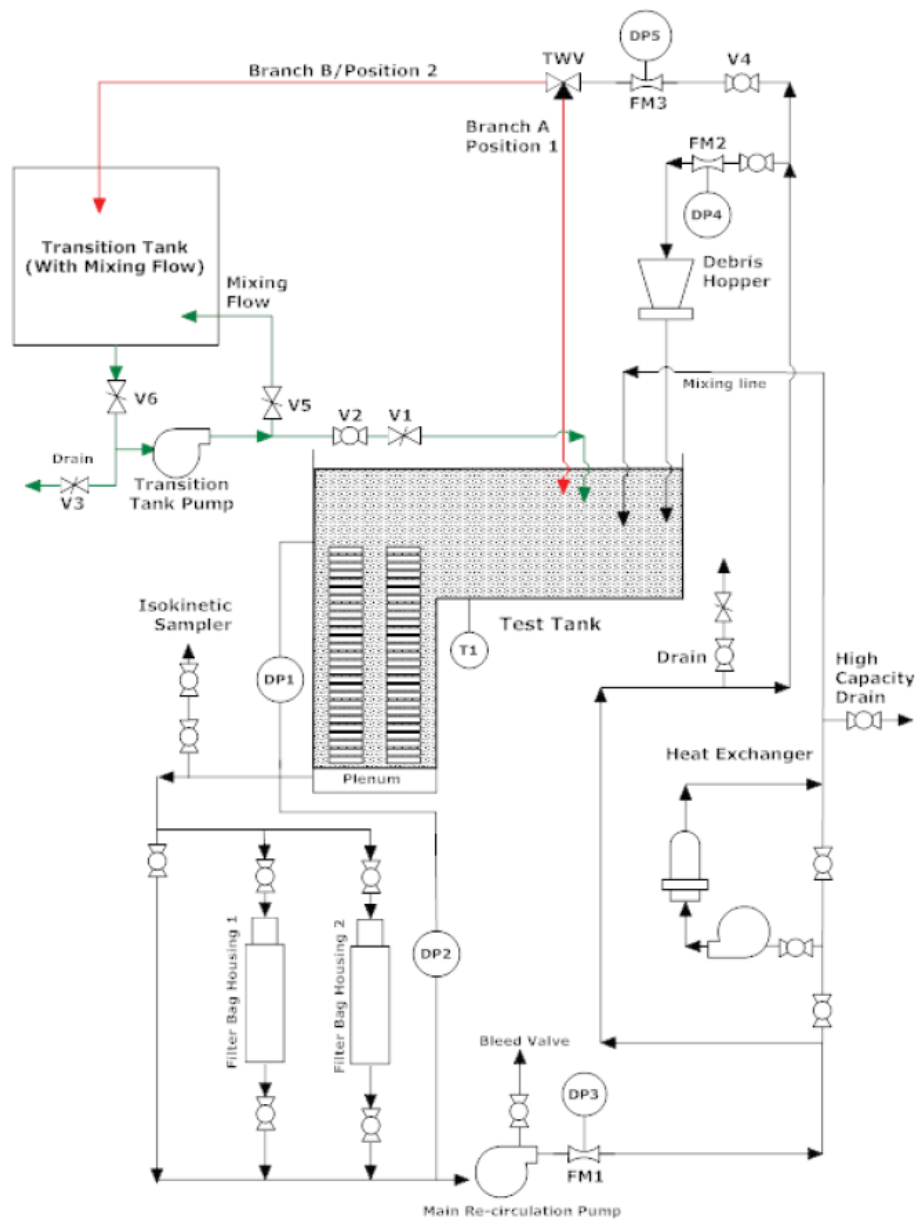 DP5
TWV
V4
Branch B/Position 2
FM3
Branch A
Position 1
FM2
DP4
Transition Tank
(With Mixing Flow)
Mixing
Flow
Debris
Hopper
Mixing line
V6
V5
V2
V1
Drain
V3
Transition
Tank Pump
Isokinetic
Sampler
Test Tank
T1
DP1
Drain
High
Capacity
Drain
Plenum
Heat Exchanger
Filter Bag Housing 1
Filter Bag Housing 2
DP2
Bleed Valve
DP3
FM1
Main Re-circulation Pump